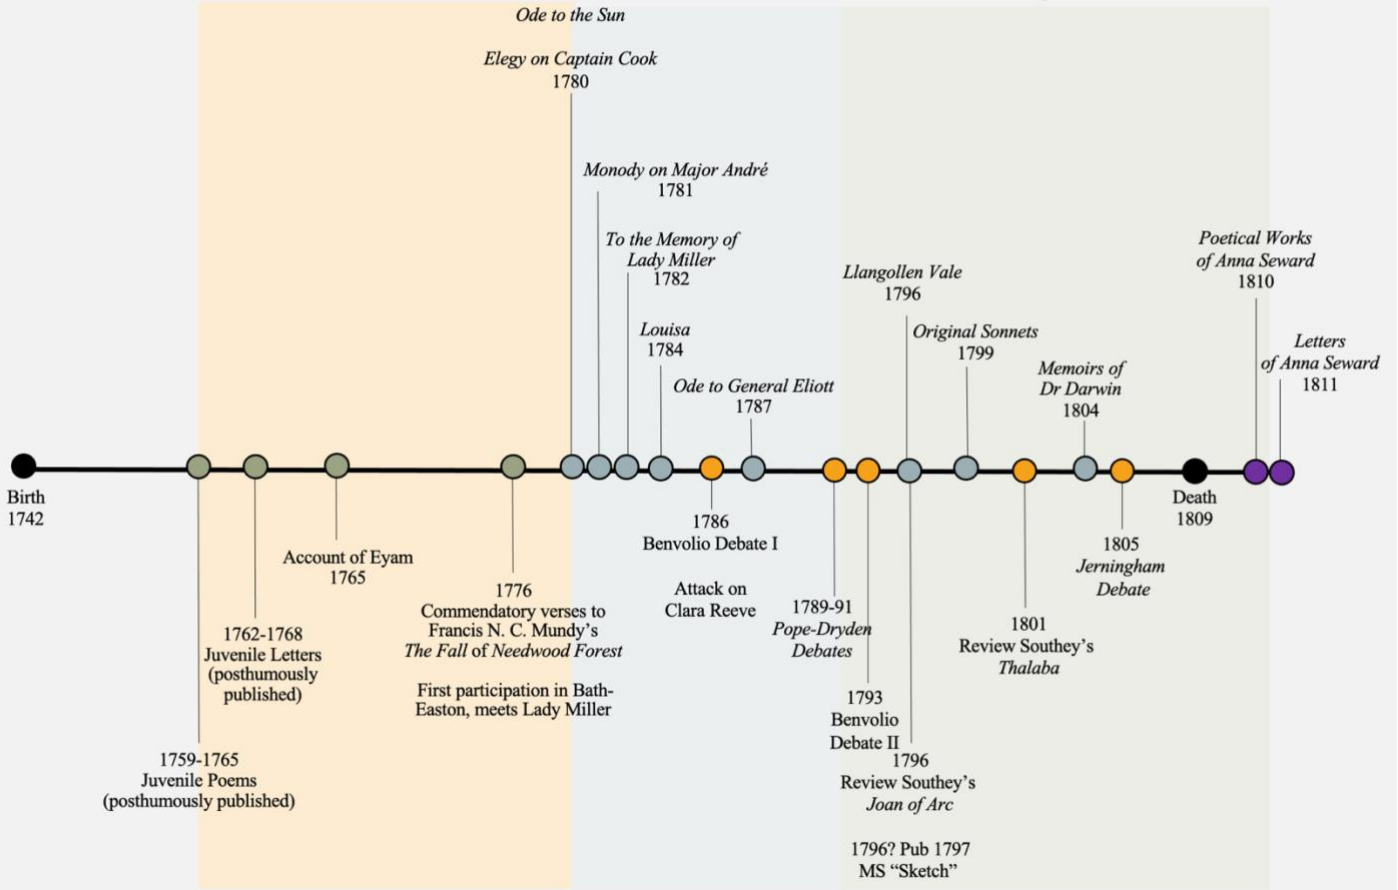 Ode to the Sun
Elegy on Captain Cook
1780
Monody on Major André
1781
To the Memory of
Lady Miller
1782
Louisa
1784
Ode to General Eliott
1787
Llangollen Vale
1796
Original Sonnets
1799
Memoirs of
Dr Darwin
1804
Poetical Works
of Anna Seward
1810
Letters
of Anna Seward
1811
Birth
1742
Death
1809
1759-1765
Juvenile Poems
(posthumously published)
1762-1768
Juvenile Letters
(posthumously
published)
Account of Eyam
1765
1776
Commendatory verses to
Francis N. C. Mundy’s
The Fall of Needwood Forest
First participation in Bath-
Easton, meets Lady Miller
1786
Benvolio Debate I
Attack on
Clara Reeve
1789-91
Pope-Dryden
Debates
1793
Benvolio
Debate II
1796
Review Southey’s
Joan of Arc
1796? Pub 1797
MS “Sketch”
1801
Review Southey’s
Thalaba
1805
Jerningham
Debate